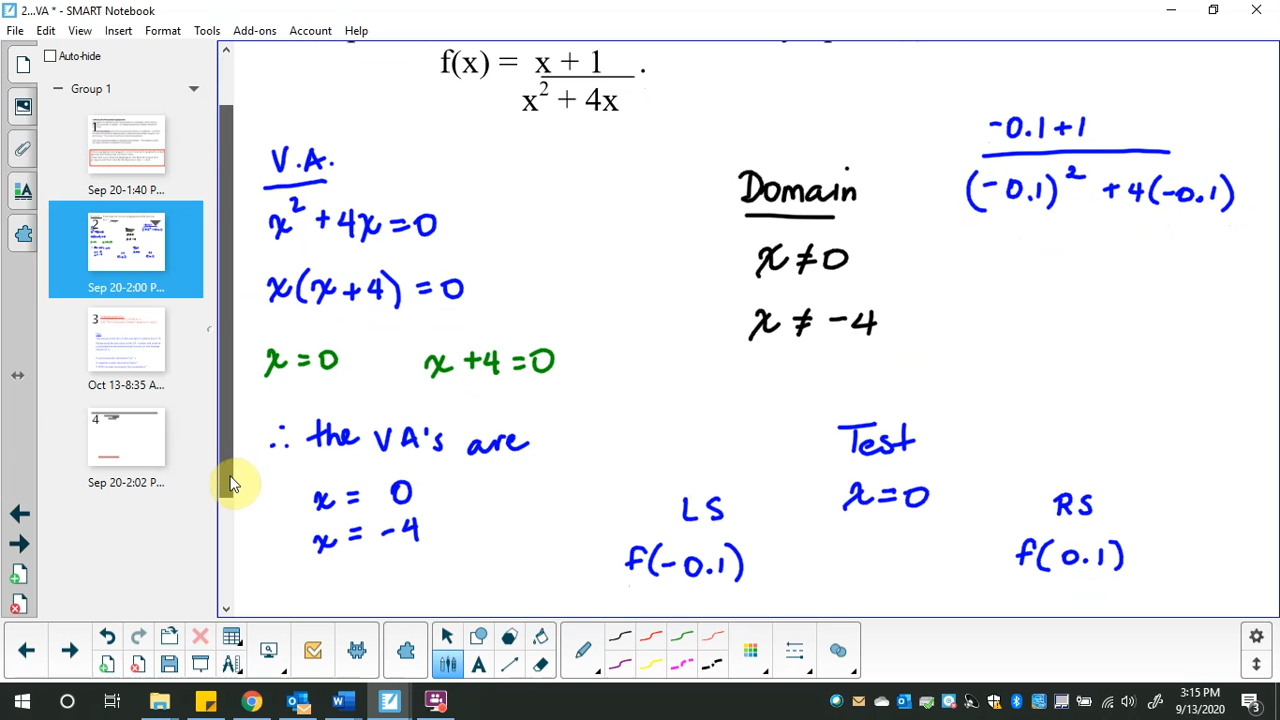 2...VA * - SMART Notebook
File Edit View Insert Format Tools Add-ons Account Help
Auto-hide
Group 1
1
Sep 20-1:40 P...
2
Sep 20-2:00 P...
3
Oct 13-8:35 A...
4
Sep 20-2:02 P...
f(x) = x + 1 .
x² + 4x
V.A.
x² + 4x = 0
x(x + 4) = 0
x = 0 x + 4 = 0
∴ the VA's are
x = 0
x = -4
Domain
x ≠ 0
x ≠ -4
-0.1 + 1
(-0.1)² + 4(-0.1)
Test
x = 0
LS
f(-0.1)
RS
f(0.1)
3:15 PM
9/13/2020